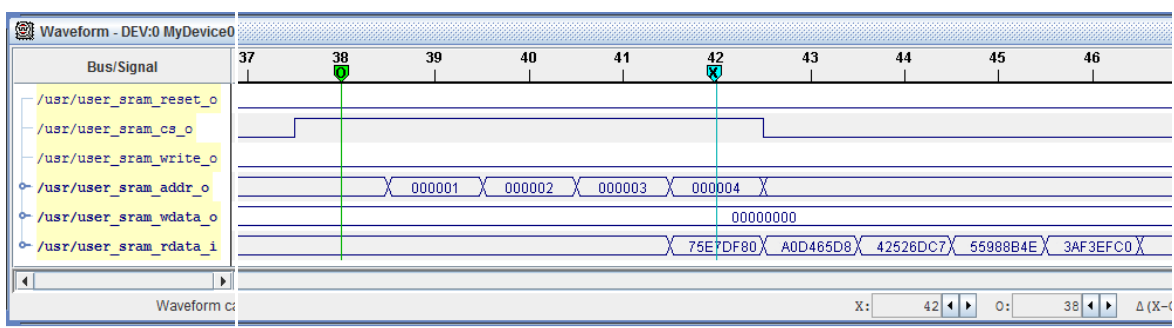 Waveform - DEV:0 MyDevice0
Bus/Signal 37 38 39 40 41 42 43 44 45 46
O X
/usr/user_sram_reset_o
/usr/user_sram_cs_o
/usr/user_sram_write_o
/usr/user_sram_addr_o 000001 000002 000003 000004
/usr/user_sram_wdata_o 00000000
/usr/user_sram_rdata_i 75E7DF80 A0D465D8 42526DC7 55988B4E 3AF3EFC0
Waveform ca X: 42 O: 38 Δ (X-